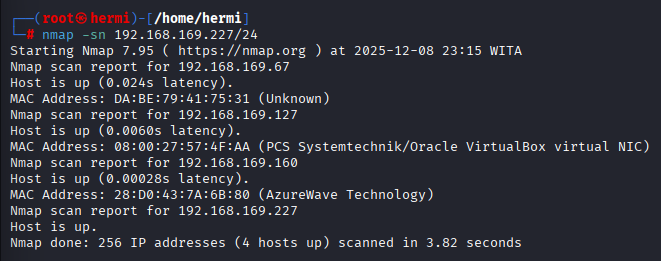 (root㉿hermi)-[/home/hermi]
# nmap -sn 192.168.169.227/24
Starting Nmap 7.95 ( https://nmap.org ) at 2025-12-08 23:15 WITA
Nmap scan report for 192.168.169.67
Host is up (0.024s latency).
MAC Address: DA:BE:79:41:75:31 (Unknown)
Nmap scan report for 192.168.169.127
Host is up (0.0060s latency).
MAC Address: 08:00:27:57:4F:AA (PCS Systemtechnik/Oracle VirtualBox virtual NIC)
Nmap scan report for 192.168.169.160
Host is up (0.00028s latency).
MAC Address: 28:D0:43:7A:6B:80 (AzureWave Technology)
Nmap scan report for 192.168.169.227
Host is up.
Nmap done: 256 IP addresses (4 hosts up) scanned in 3.82 seconds